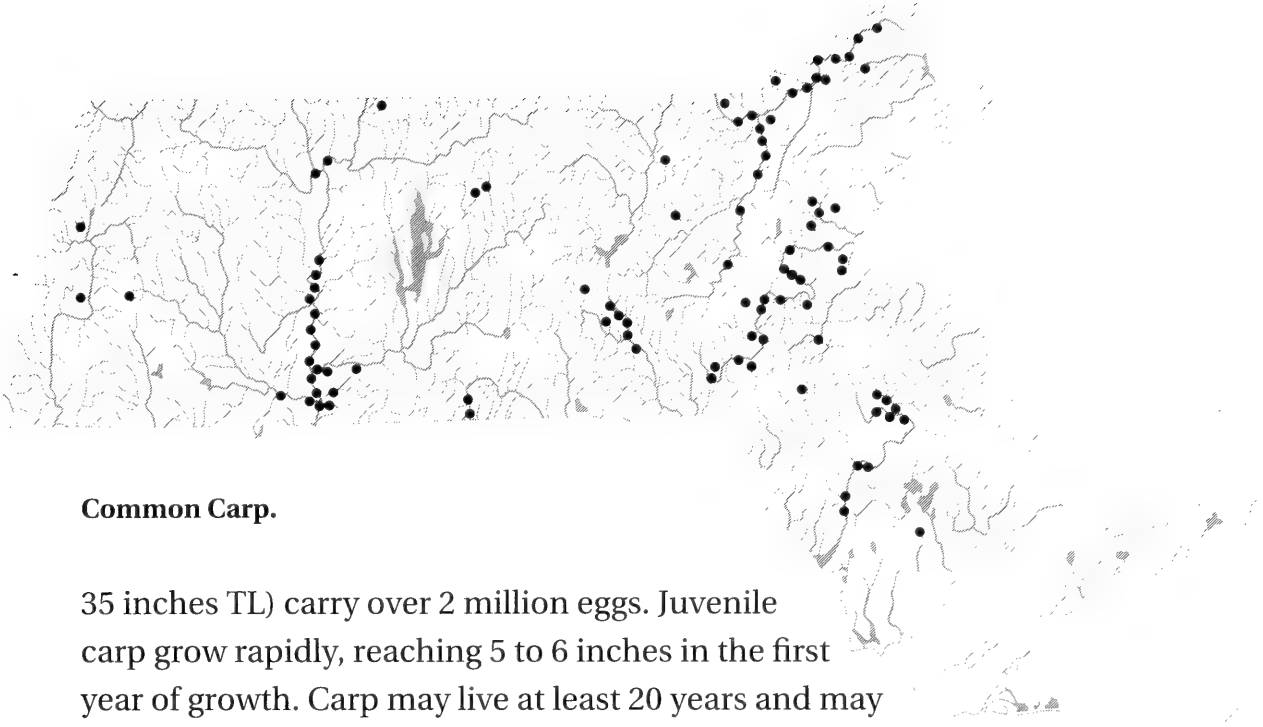 Common Carp.
35 inches TL) carry over 2 million eggs. Juvenile
carp grow rapidly, reaching 5 to 6 inches in the first
year of growth. Carp may live at least 20 years and may